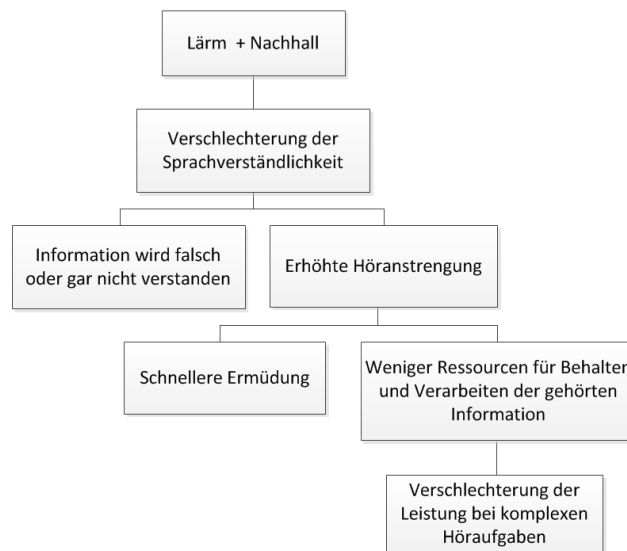 Lärm + Nachhall
Verschlechterung der
Sprachverständlichkeit
Information wird falsch
oder gar nicht verstanden
Erhöhte Höranstrengung
Schnellere Ermüdung
Weniger Ressourcen für Behalten
und Verarbeiten der gehörten
Information
Verschlechterung der
Leistung bei komplexen
Höraufgaben